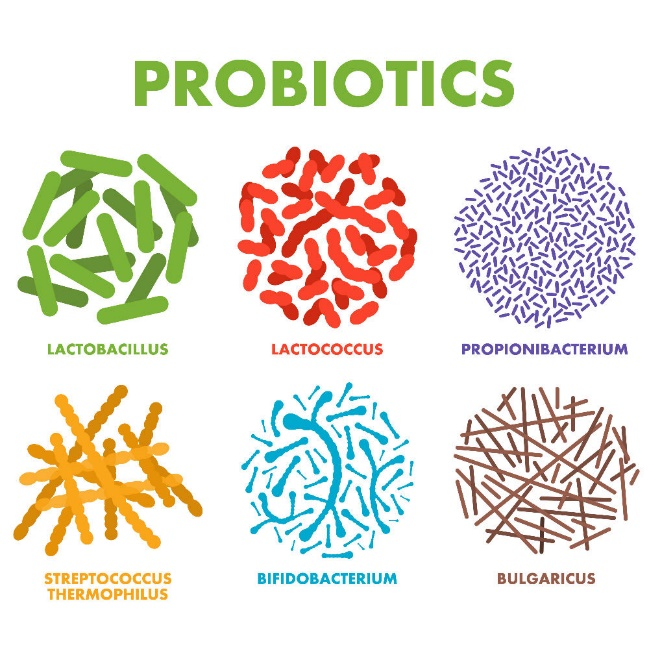 PROBIOTICS
LACTOBACILLUS
LACTOCOCCUS
PROPIONIBACTERIUM
STREPTOCOCCUS
THERMOPHILUS
BIFIDOBACTERIUM
BULGARICUS